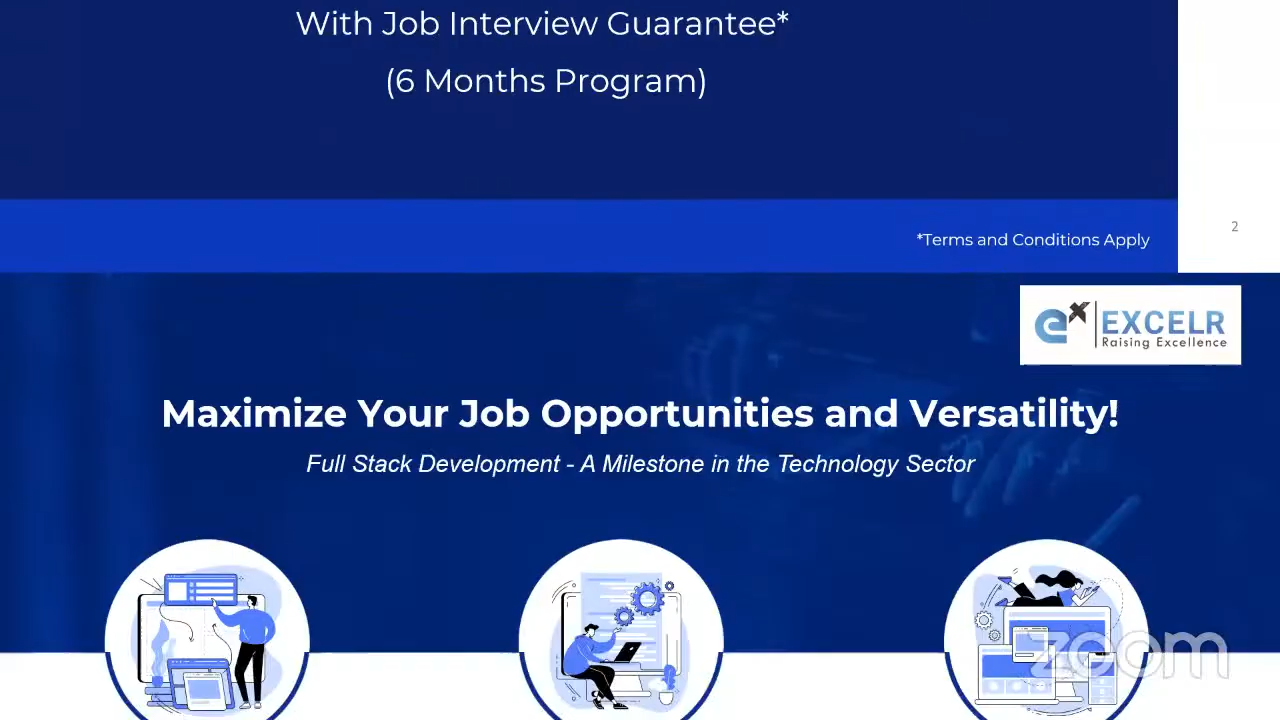 With Job Interview Guarantee*
(6 Months Program)
*Terms and Conditions Apply
2
ex EXCELR
Raising Excellence
Maximize Your Job Opportunities and Versatility!
Full Stack Development - A Milestone in the Technology Sector
zoom